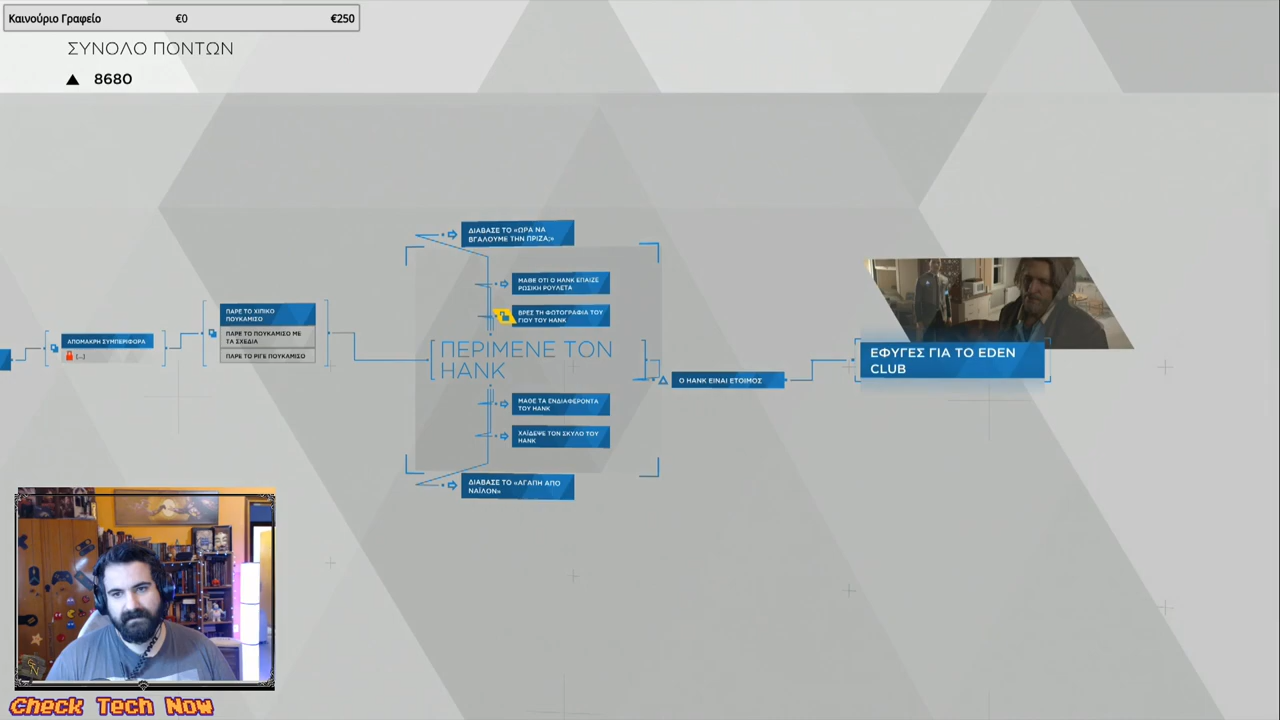 Καινούριο Γραφείο €0 €250
ΣΥΝΟΛΟ ΠΟΝΤΩΝ
8680
ΑΠΟΜΑΚΡΗ ΣΥΜΠΕΡΙΦΟΡΑ
[...]
ΠΑΡΕ ΤΟ ΧΙΠΙΚΟ
ΠΟΥΚΑΜΙΣΟ
ΠΑΡΕ ΤΟ ΠΟΥΚΑΜΙΣΟ ΜΕ
ΤΑ ΣΧΕΔΙΑ
ΠΑΡΕ ΤΟ ΡΙΓΕ ΠΟΥΚΑΜΙΣΟ
ΔΙΑΒΑΣΕ ΤΟ «ΩΡΑ ΝΑ
ΒΓΑΛΟΥΜΕ ΤΗΝ ΠΡΙΖΑ;»
ΜΑΘΕ ΟΤΙ Ο HANK ΕΠΑΙΖΕ
ΡΩΣΙΚΗ ΡΟΥΛΕΤΑ
ΒΡΕΣ ΤΗ ΦΩΤΟΓΡΑΦΙΑ ΤΟΥ
ΓΙΟΥ ΤΟΥ HANK
ΠΕΡΙΜΕΝΕ ΤΟΝ
HANK
ΜΑΘΕ ΤΑ ΕΝΔΙΑΦΕΡΟΝΤΑ
ΤΟΥ HANK
ΧΑΪΔΕΨΕ ΤΟΝ ΣΚΥΛΟ ΤΟΥ
HANK
ΔΙΑΒΑΣΕ ΤΟ «ΑΓΑΠΗ ΑΠΟ
ΝΑΪΛΟΝ»
Ο HANK ΕΙΝΑΙ ΕΤΟΙΜΟΣ
ΕΦΥΓΕΣ ΓΙΑ ΤΟ EDEN
CLUB
Check Tech Now